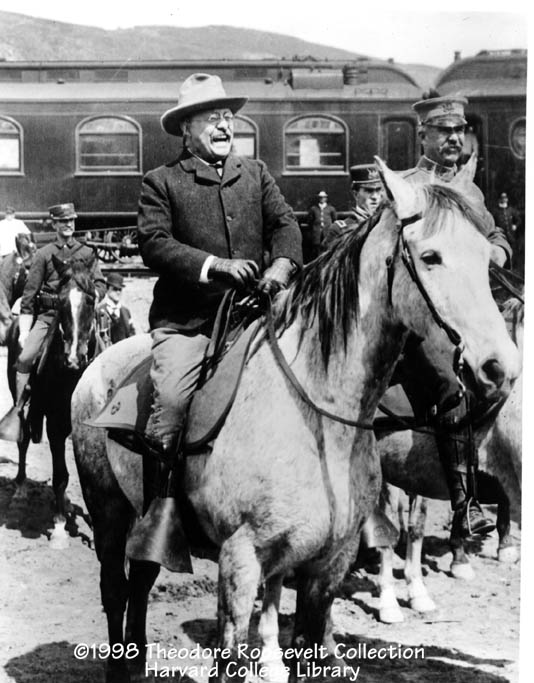 ©1998 Theodore Roosevelt Collection
Harvard College Library